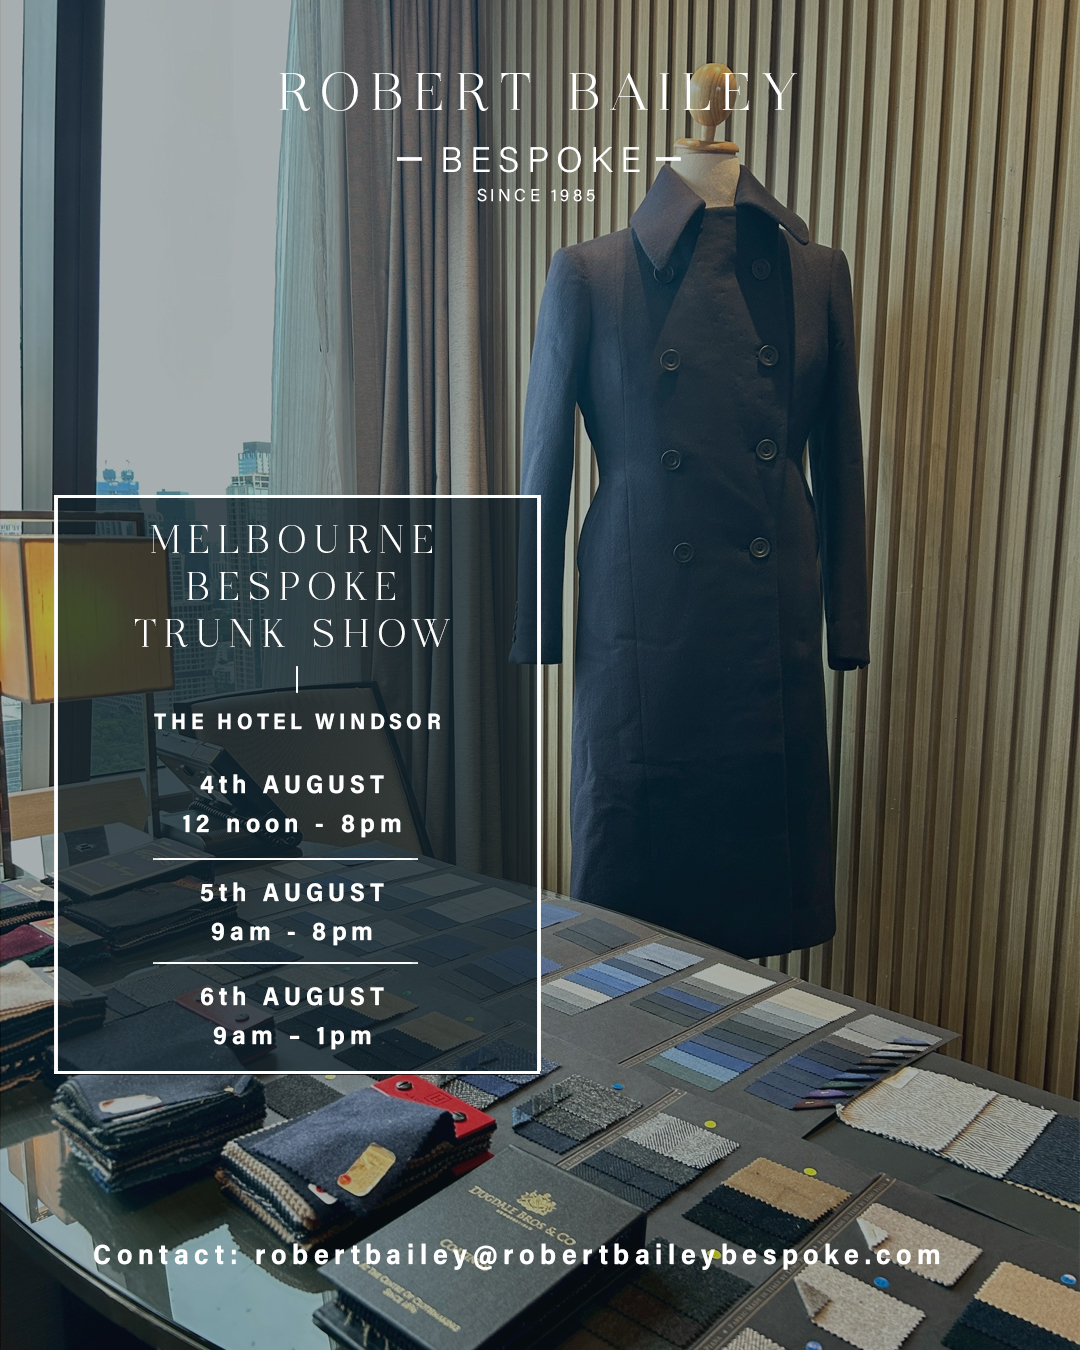 ROBERT BAILEY
BESPOKE
SINCE 1985
MELBOURNE
BESPOKE
TRUNK SHOW
THE HOTEL WINDSOR
4th AUGUST
12 noon - 8pm
5th AUGUST
9am - 8pm
6th AUGUST
9am - 1pm
DUGDALE BROS & CO
Contact: robertbailey@robertbaileybespoke.com